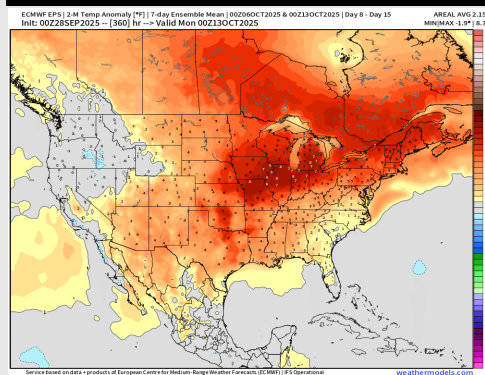 ECMWF EPS | 2-M Temp Anomaly [°F] | 7-day Ensemble Mean | 00Z06OCT2025 & 00Z13OCT2025 | Day 8 - Day 15
AREAL AVG 2.15
Init: 00Z28SEP2025 -- [360] hr --> Valid Mon 00Z13OCT2025
MIN|MAX -1.9° | 8.3
Service based on data + products of European Centre for Medium-Range Weather Forecasts (ECMWF) | IFS Operational
weathermodels.com